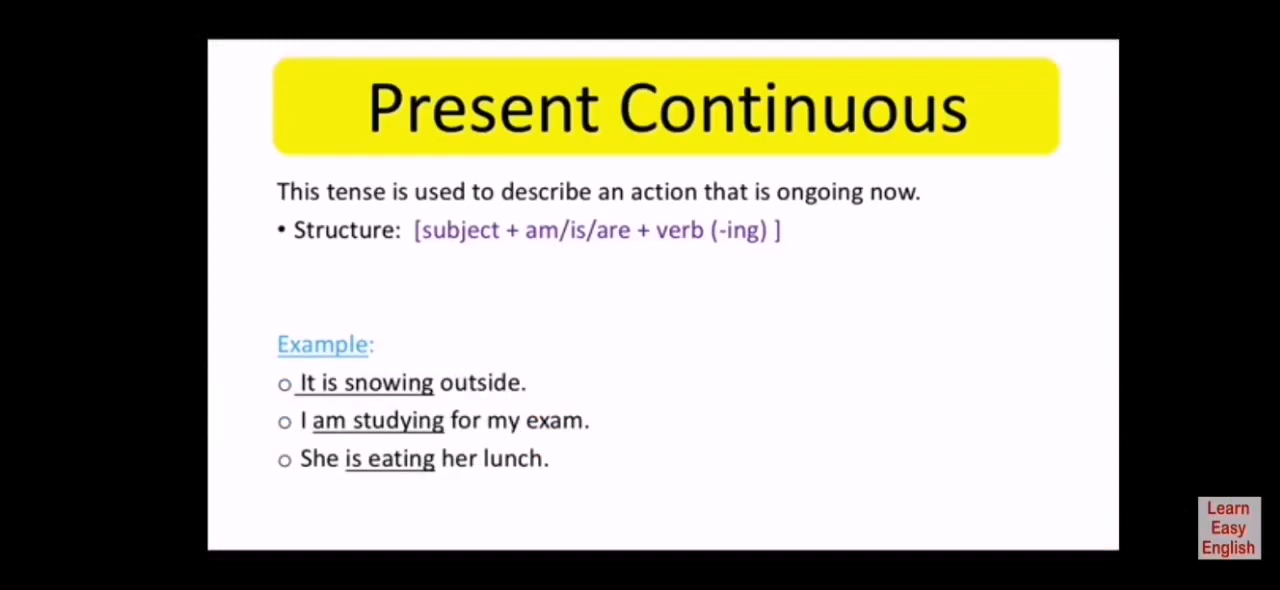 Present Continuous
This tense is used to describe an action that is ongoing now.
• Structure: [subject + am/is/are + verb (-ing) ]
Example:
o It is snowing outside.
o I am studying for my exam.
o She is eating her lunch.
Learn
Easy
English